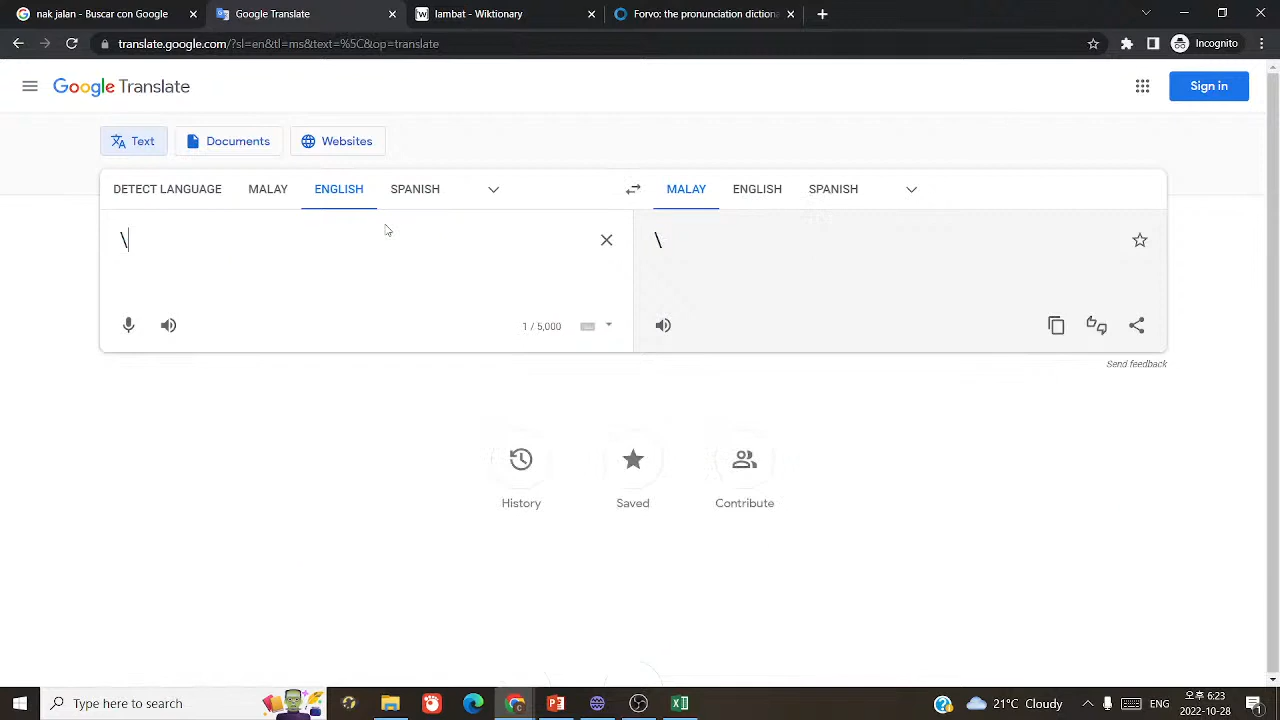 nak jalan - Buscar con Google
Google Translate
lambat - Wiktionary
Forvo: the pronunciation dictiona
translate.google.com/?sl=en&tl=ms&text=%5C&op=translate
Incognito
Google Translate
Sign in
Text
Documents
Websites
DETECT LANGUAGE
MALAY
ENGLISH
SPANISH
MALAY
ENGLISH
SPANISH
\
\
1 / 5,000
Send feedback
History
Saved
Contribute
Type here to search
21°C Cloudy
ENG
오후 6:23
2022-10-28